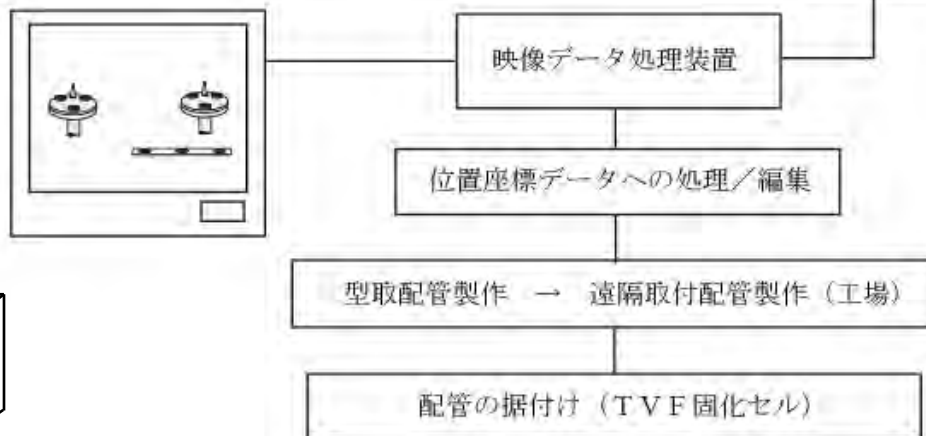 映像データ処理装置
位置座標データへの処理／編集
型取配管製作 → 遠隔取付配管製作（工場）
配管の据付け（ＴＶＦ固化セル）